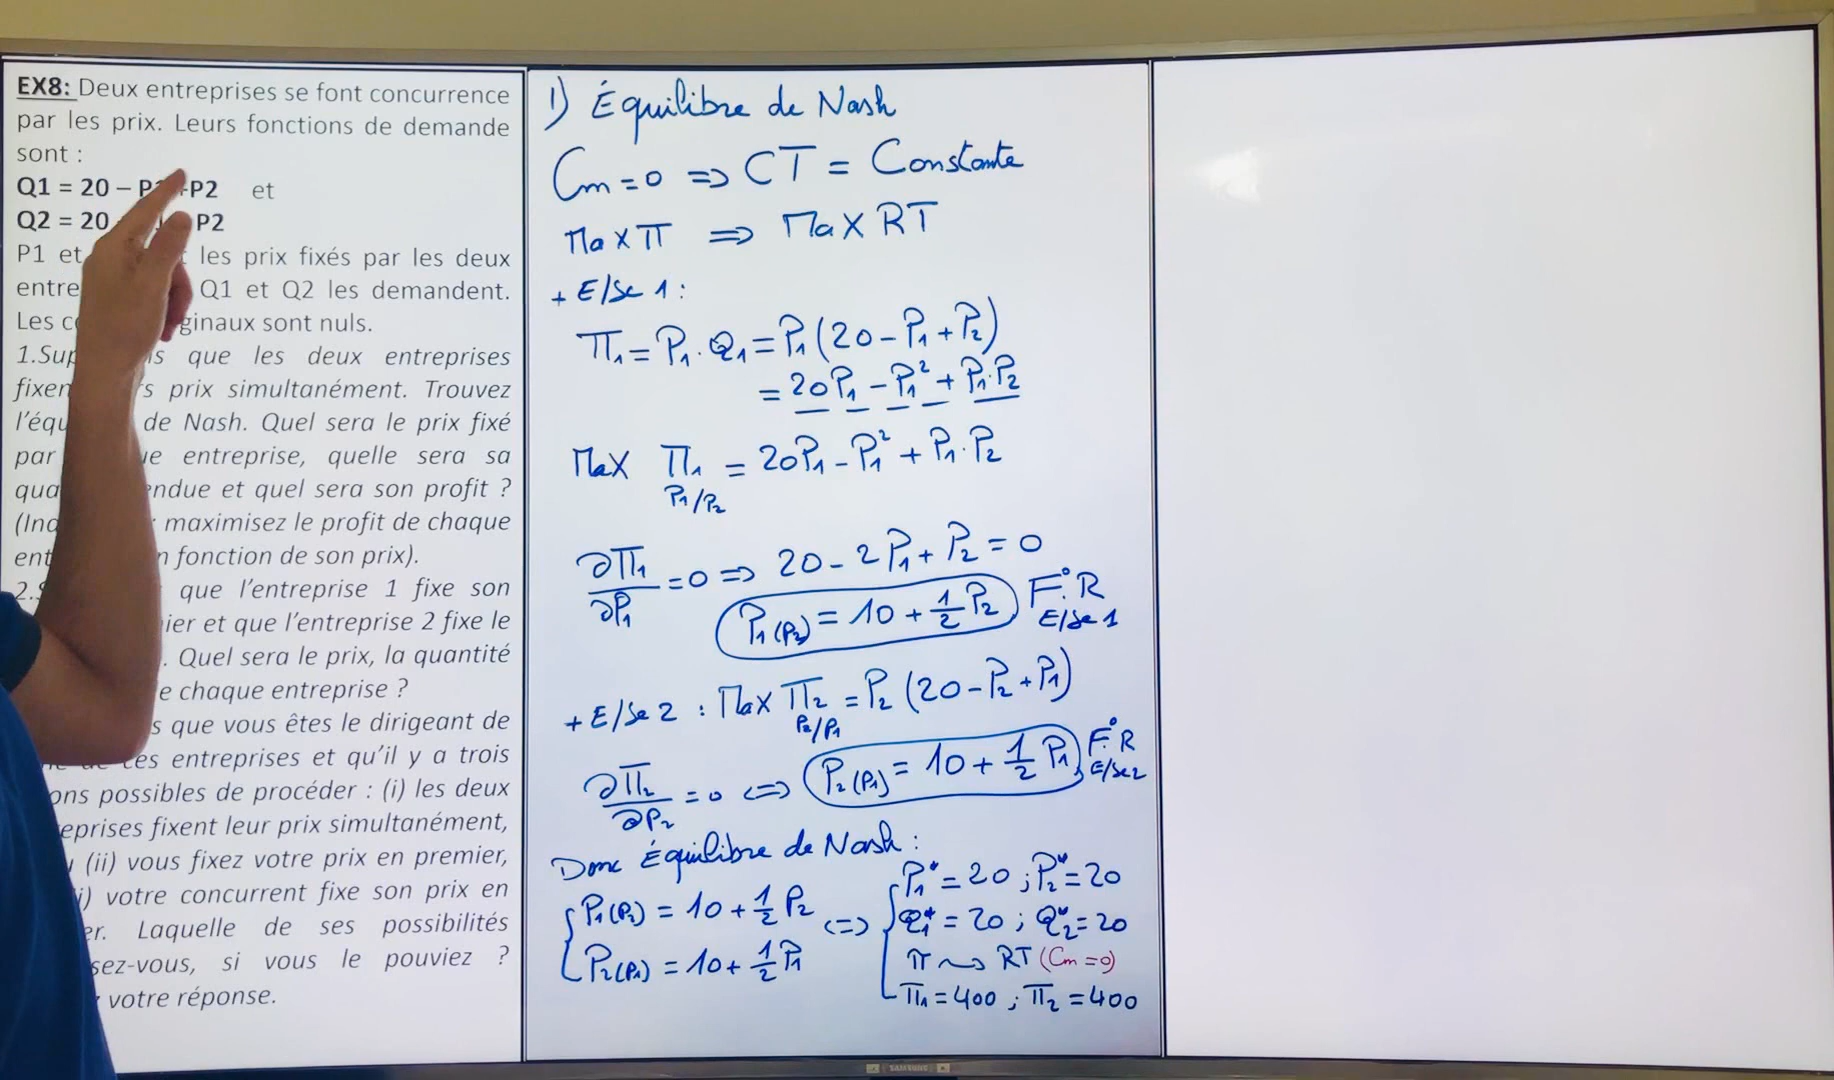 EX8: Deux entreprises se font concurrence
par les prix. Leurs fonctions de demande
sont :
Q1 = 20 – P P2 et
Q2 = 20 P2
P1 et les prix fixés par les deux
entre Q1 et Q2 les demandent.
Les c ginaux sont nuls.
1.Sup s que les deux entreprises
fixen s prix simultanément. Trouvez
l'équ de Nash. Quel sera le prix fixé
par e entreprise, quelle sera sa
qua endue et quel sera son profit ?
(Ind : maximisez le profit de chaque
ent n fonction de son prix).
2. que l'entreprise 1 fixe son
ier et que l'entreprise 2 fixe le
. Quel sera le prix, la quantité
e chaque entreprise ?
s que vous êtes le dirigeant de
ces entreprises et qu'il y a trois
ons possibles de procéder : (i) les deux
eprises fixent leur prix simultanément,
(ii) vous fixez votre prix en premier,
i) votre concurrent fixe son prix en
er. Laquelle de ses possibilités
sez-vous, si vous le pouviez ?
votre réponse.
1) Équilibre de Nash
Cm=0 => CT = Constante
Max π => Max RT
+ E/se 1 :
π1 = P1 . Q1 = P1 (20 - P1 + P2)
= 20P1 - P1² + P1.P2
Max π1 = 20P1 - P1² + P1.P2
P1/P2
∂π1/∂P1 = 0 => 20 - 2P1 + P2 = 0
P1(P2) = 10 + 1/2 P2 F°R
E/se 1
+ E/se 2 : Max π2 = P2 (20 - P2 + P1)
P2/P1
∂π2/∂P2 = 0 <=> P2(P1) = 10 + 1/2 P1 F°R
E/se2
Donc Équilibre de Nash :
P1(P2) = 10 + 1/2 P2
P2(P1) = 10 + 1/2 P1
<=>
P1* = 20 ; P2* = 20
Q1* = 20 ; Q2* = 20
π ~> RT (Cm = 0)
π1 = 400 ; π2 = 400
SAMSUNG